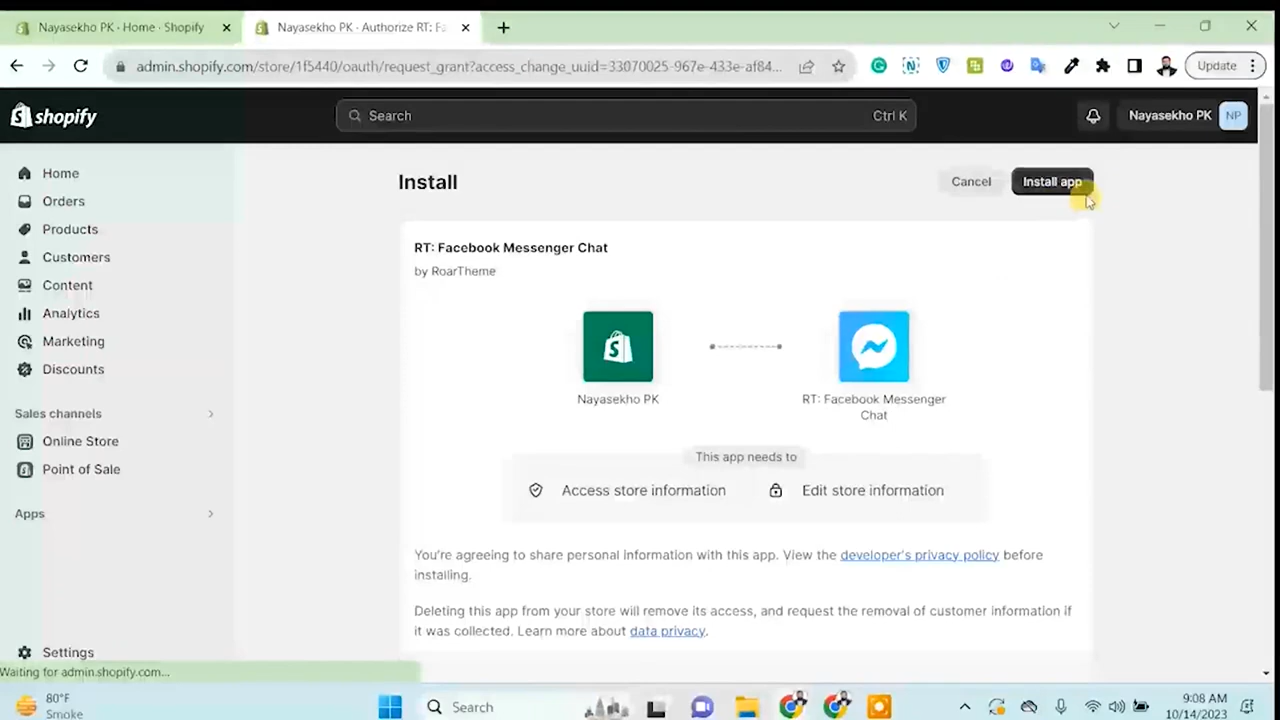 Nayasekho PK · Home · Shopify
Nayasekho PK · Authorize RT: Fa
admin.shopify.com/store/1f5440/oauth/request_grant?access_change_uuid=33070025-967e-433e-af84...
Update
shopify
Search
Ctrl K
Nayasekho PK
NP
Home
Orders
Products
Customers
Content
Analytics
Marketing
Discounts
Sales channels
Online Store
Point of Sale
Apps
Settings
Install
Cancel
Install app
RT: Facebook Messenger Chat
by RoarTheme
Nayasekho PK
RT: Facebook Messenger
Chat
This app needs to
Access store information
Edit store information
You're agreeing to share personal information with this app. View the developer's privacy policy before
installing.
Deleting this app from your store will remove its access, and request the removal of customer information if
it was collected. Learn more about data privacy.
Waiting for admin.shopify.com...
80°F
Smoke
Search
9:08 AM
10/14/2023